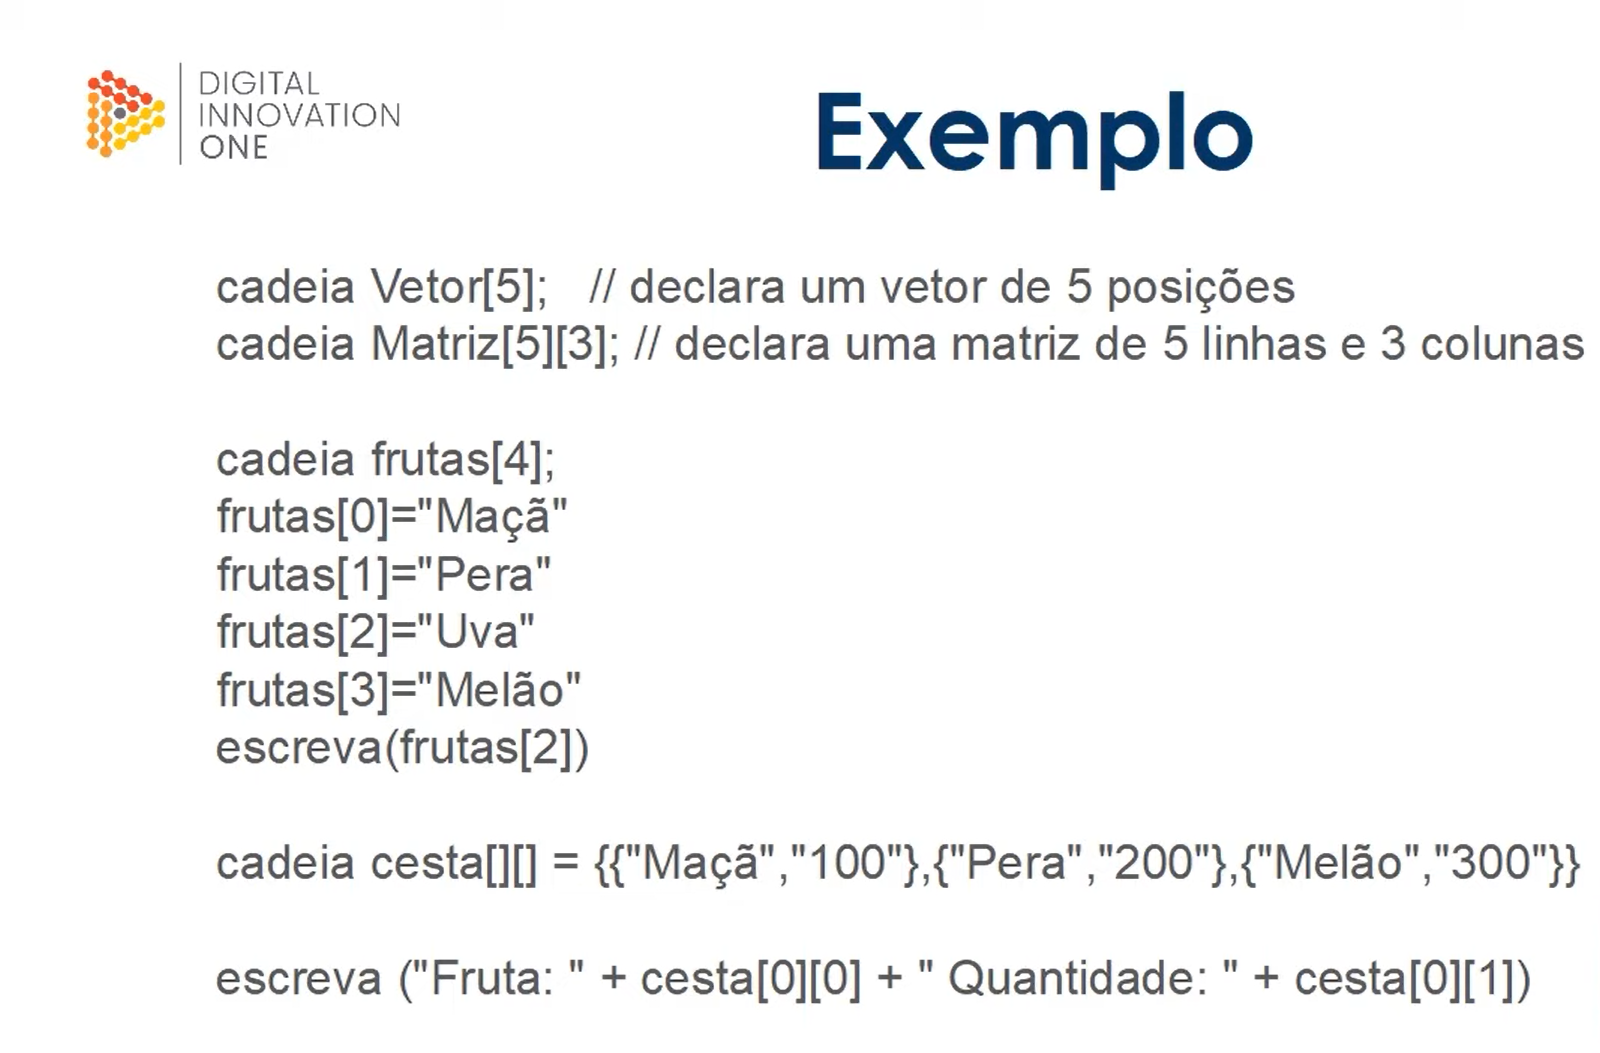 DIGITAL
INNOVATION
ONE
Exemplo
cadeia Vetor[5];   // declara um vetor de 5 posições
cadeia Matriz[5][3]; // declara uma matriz de 5 linhas e 3 colunas
cadeia frutas[4];
frutas[0]="Maçã"
frutas[1]="Pera"
frutas[2]="Uva"
frutas[3]="Melão"
escreva(frutas[2])
cadeia cesta[][] = {{"Maçã","100"},{"Pera","200"},{"Melão","300"}}
escreva ("Fruta: " + cesta[0][0] + " Quantidade: " + cesta[0][1])